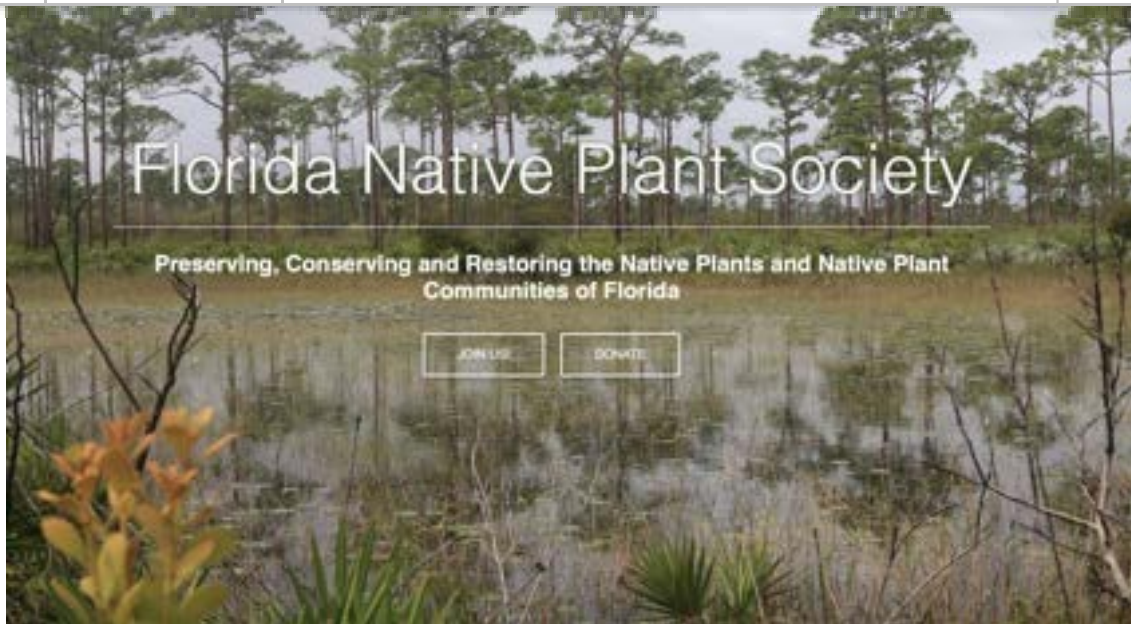 Florida Native Plant Society
Preserving, Conserving and Restoring the Native Plants and Native Plant
Communities of Florida
JOIN US!
DONATE